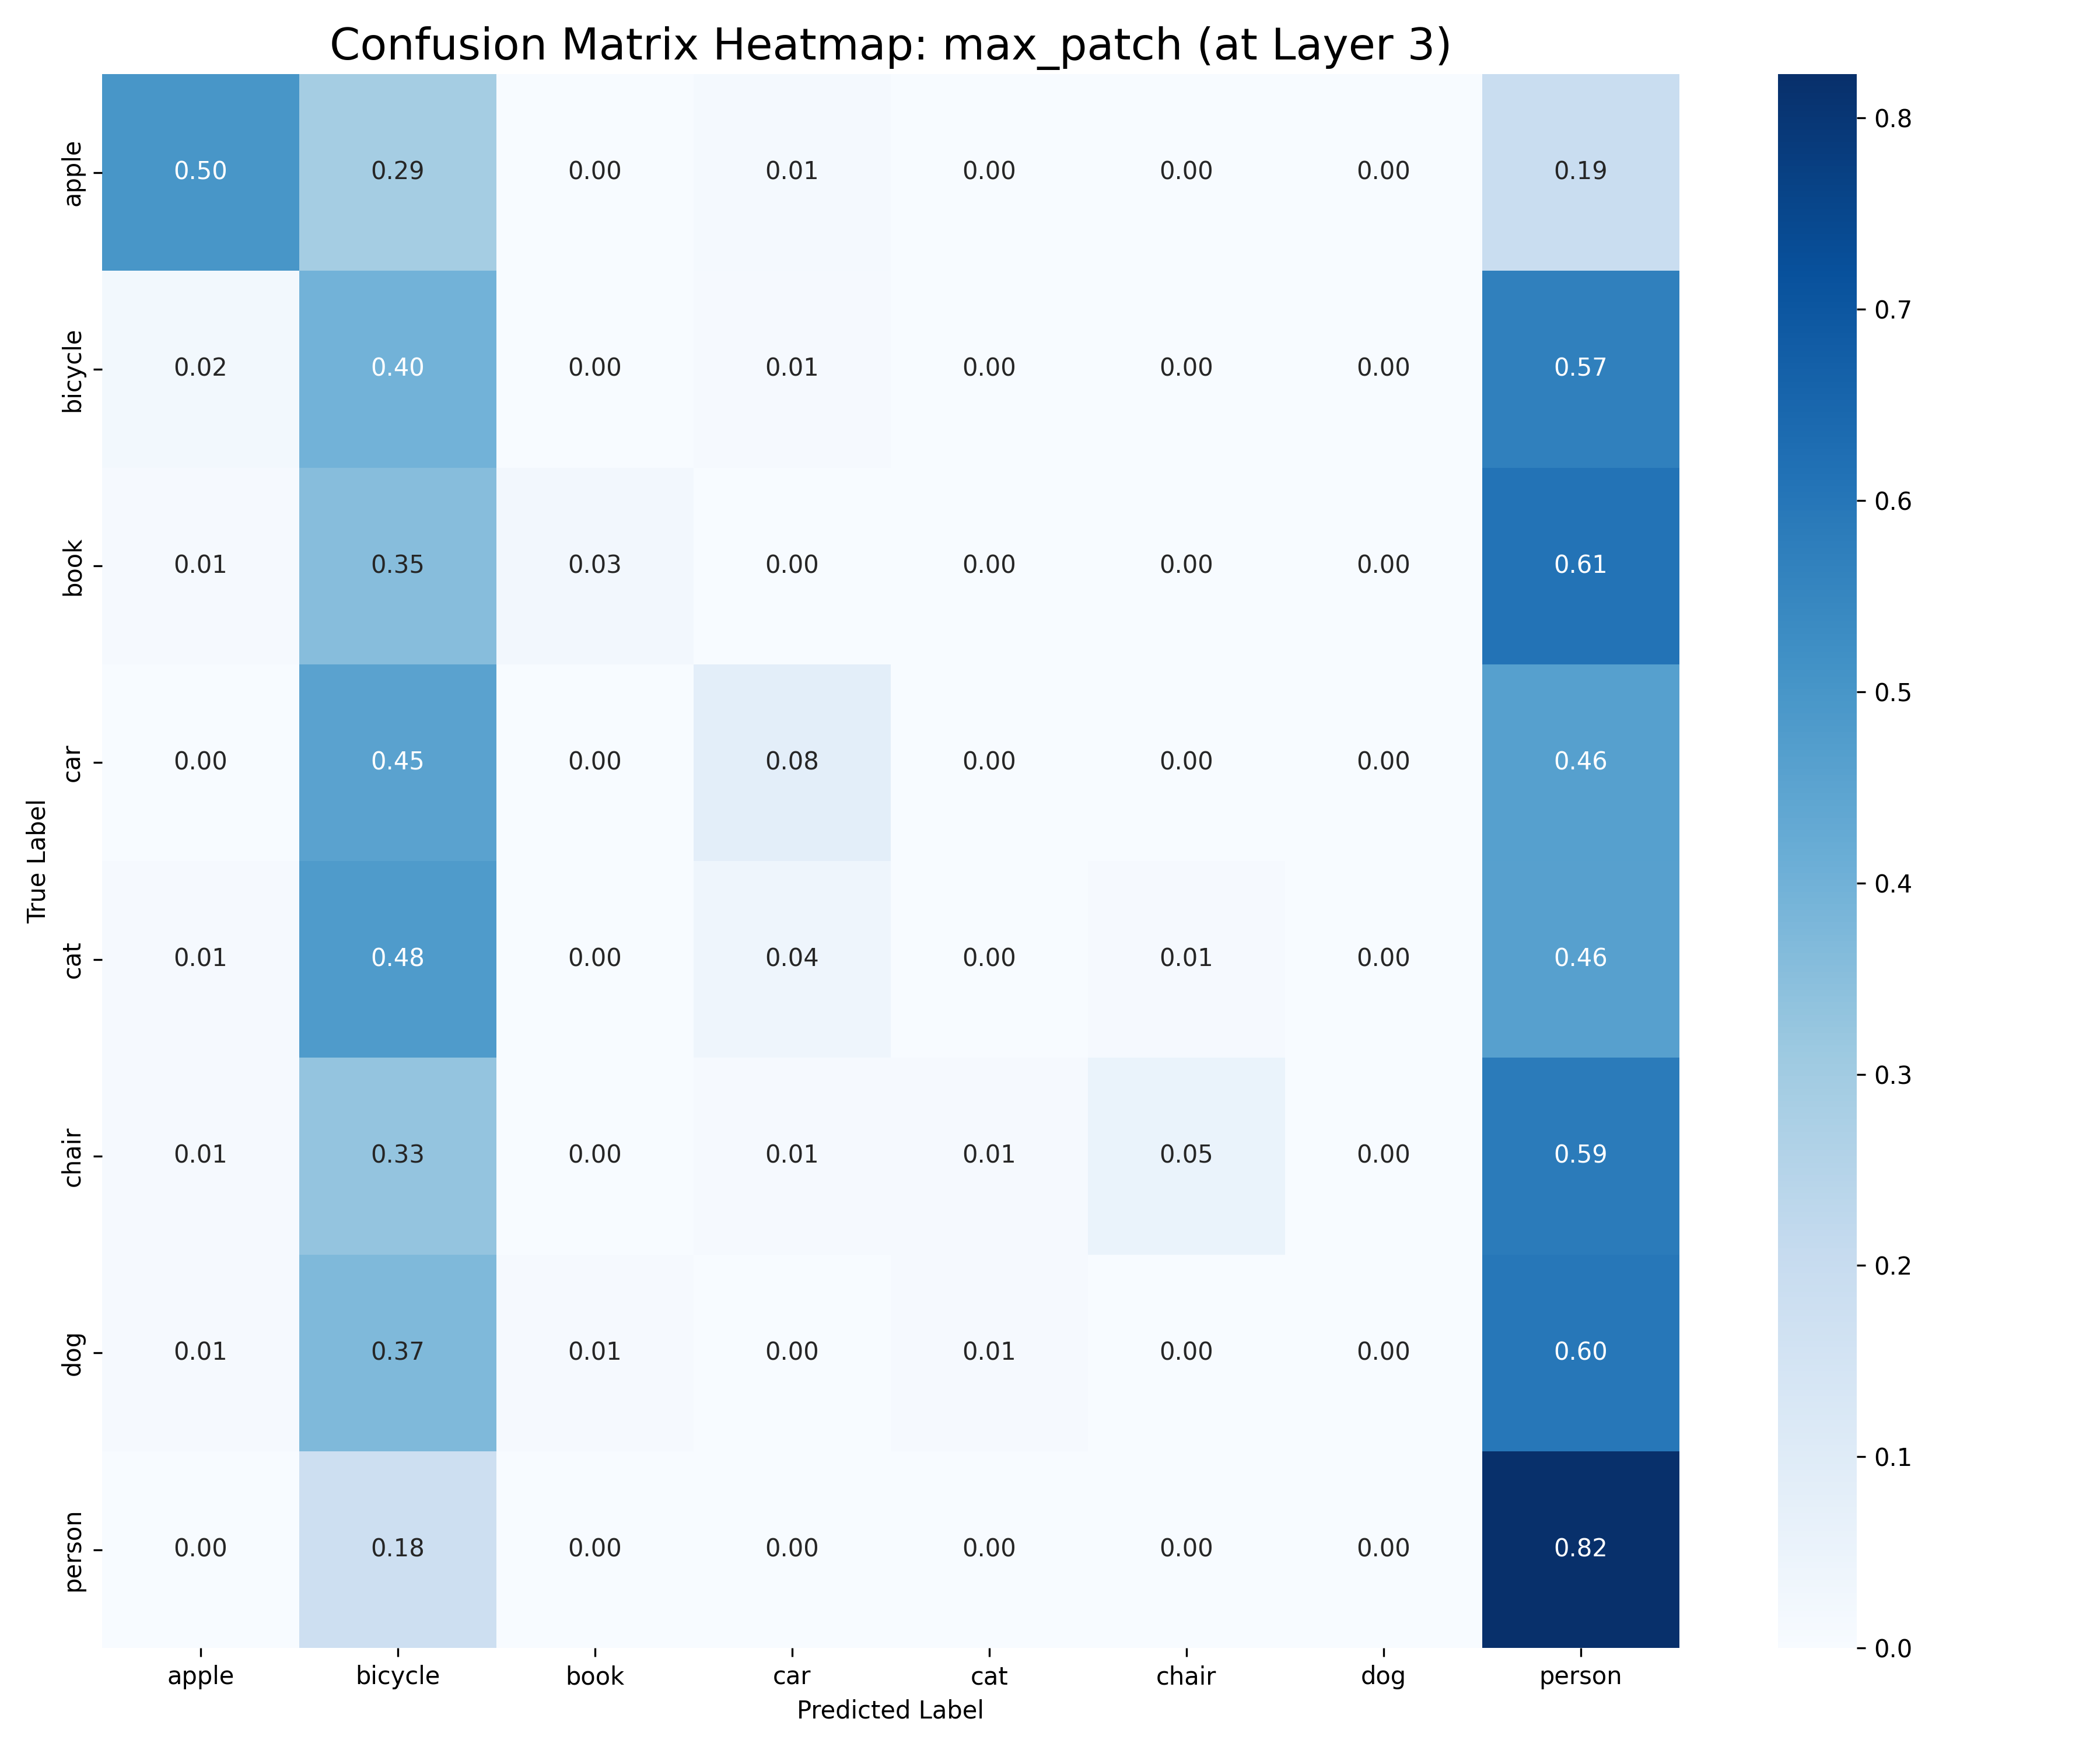 Confusion Matrix Heatmap: max_patch (at Layer 3)
apple 0.50 0.29 0.00 0.01 0.00 0.00 0.00 0.19
bicycle 0.02 0.40 0.00 0.01 0.00 0.00 0.00 0.57
book 0.01 0.35 0.03 0.00 0.00 0.00 0.00 0.61
car 0.00 0.45 0.00 0.08 0.00 0.00 0.00 0.46
cat 0.01 0.48 0.00 0.04 0.00 0.01 0.00 0.46
chair 0.01 0.33 0.00 0.01 0.01 0.05 0.00 0.59
dog 0.01 0.37 0.01 0.00 0.01 0.00 0.00 0.60
person 0.00 0.18 0.00 0.00 0.00 0.00 0.00 0.82
True Label
apple bicycle book car cat chair dog person
Predicted Label
0.8
0.7
0.6
0.5
0.4
0.3
0.2
0.1
0.0